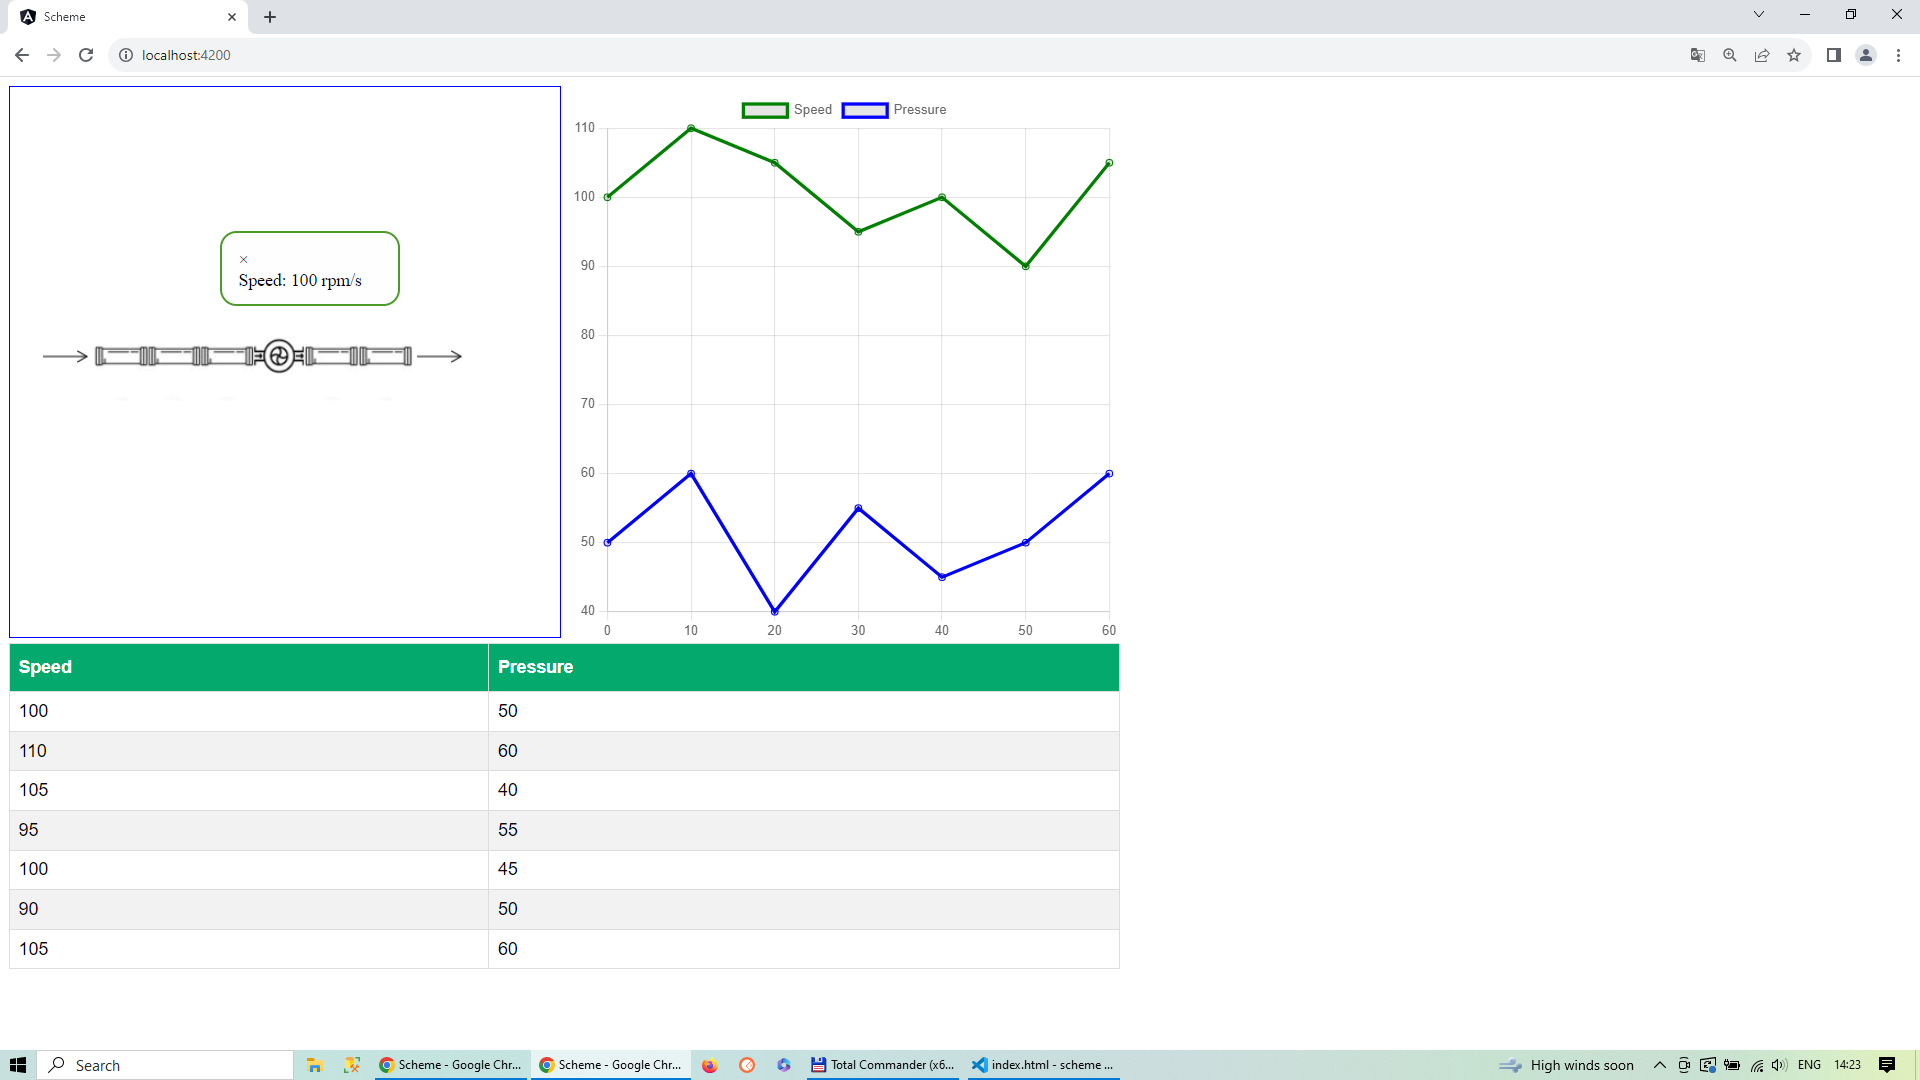 Scheme
localhost:4200
Speed Pressure
110
100
90
80
70
60
50
40
0 10 20 30 40 50 60
×
Speed: 100 rpm/s
Speed Pressure
100 50
110 60
105 40
95 55
100 45
90 50
105 60
Search Scheme - Google Chr... Scheme - Google Chr... Total Commander (x6... index.html - scheme ... High winds soon ENG 14:23